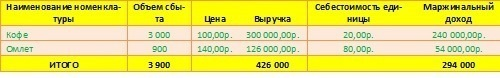 Наименование номенкла-
туры
Объем сбы-
та
Цена
Выручка
Себестоимость еди-
ницы
Маржинальный
доход
Кофе 3 000 100,00р. 300 000,00р. 20,00р. 240 000,00р.
Омлет 900 140,00р. 126 000,00р. 80,00р. 54 000,00р.
ИТОГО 3 900 426 000 294 000